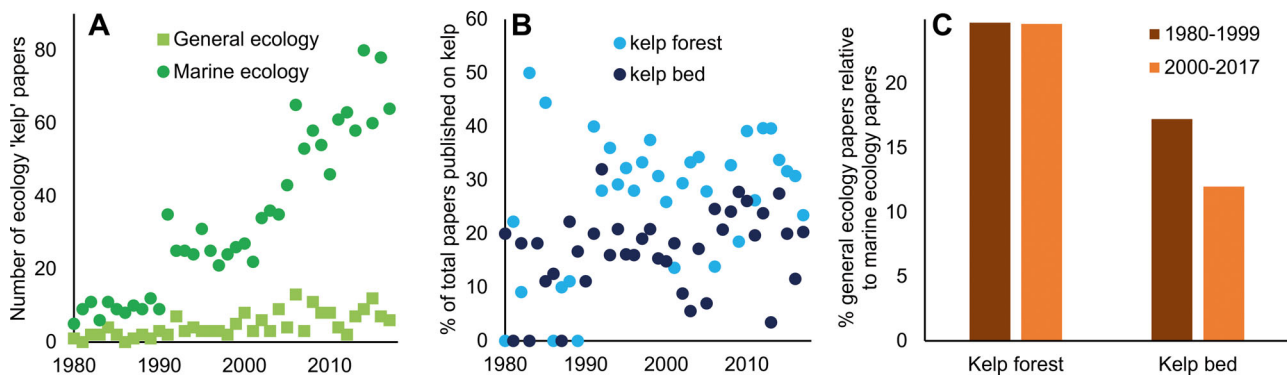 A
General ecology
Marine ecology
Number of ecology 'kelp' papers
80
60
40
20
0
1980
1990
2000
2010
B
kelp forest
kelp bed
% of total papers published on kelp
60
50
40
30
20
10
0
1980
1990
2000
2010
C
1980-1999
2000-2017
% general ecology papers relative
to marine ecology papers
20
15
10
5
0
Kelp forest
Kelp bed